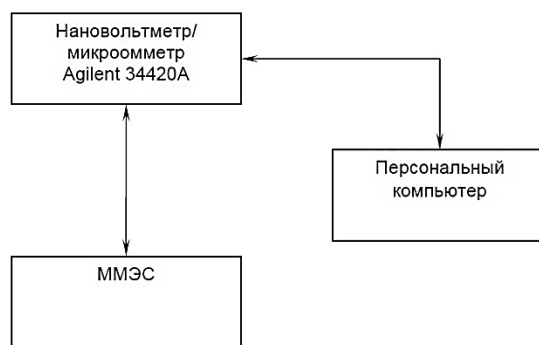 Нановольтметр/
микроомметр
Agilent 34420A
Персональный
компьютер
ММЭС